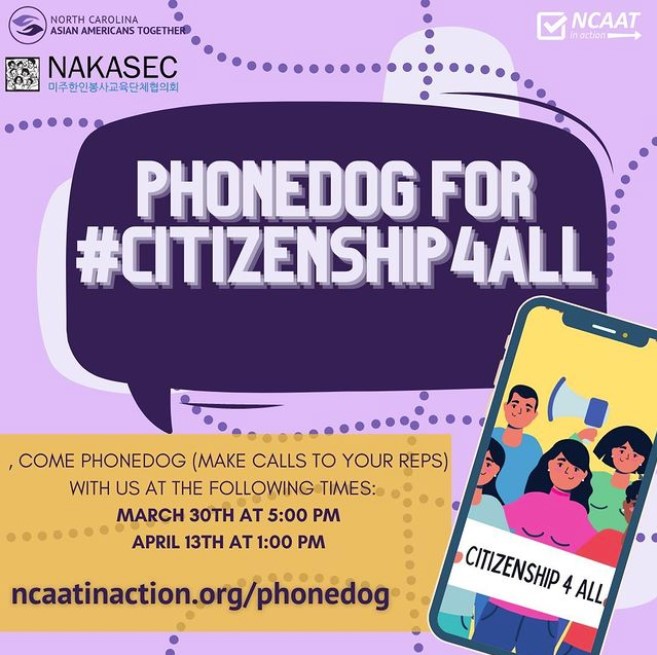 NORTH CAROLINA
ASIAN AMERICANS TOGETHER
NCAAT
in action
NAKASEC
미주한인봉사교육단체협의회
PHONEDOG FOR
#CITIZENSHIP4ALL
, COME PHONEDOG (MAKE CALLS TO YOUR REPS)
WITH US AT THE FOLLOWING TIMES:
MARCH 30TH AT 5:00 PM
APRIL 13TH AT 1:00 PM
ncaatinaction.org/phonedog
CITIZENSHIP 4 ALL